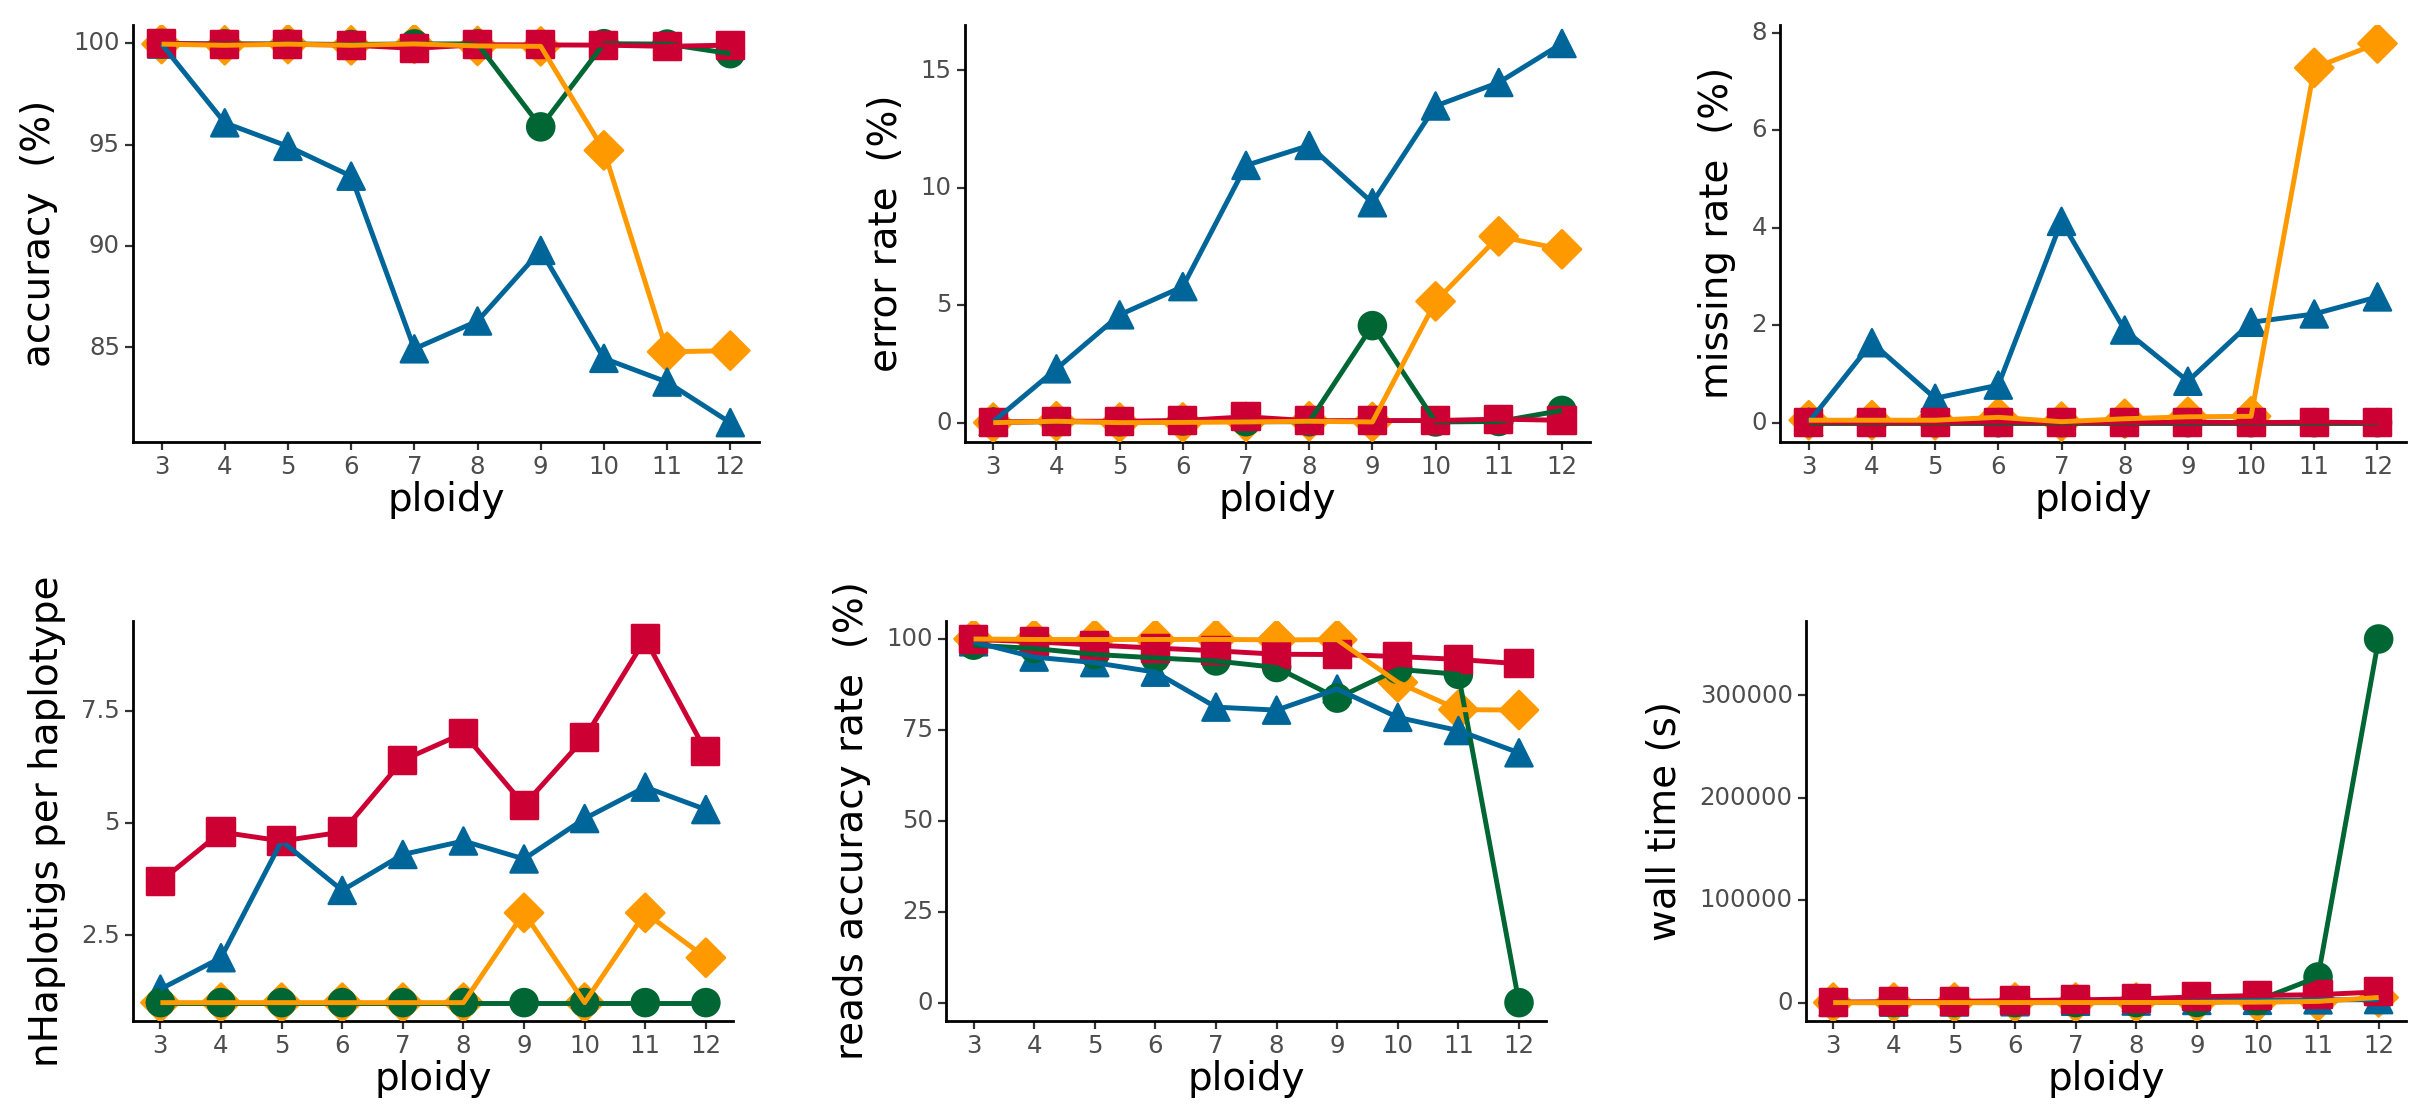 accuracy (%)
100
95
90
85
3 4 5 6 7 8 9 10 11 12
ploidy
error rate (%)
15
10
5
0
3 4 5 6 7 8 9 10 11 12
ploidy
missing rate (%)
8
6
4
2
0
3 4 5 6 7 8 9 10 11 12
ploidy
nHaplotigs per haplotype
7.5
5
2.5
3 4 5 6 7 8 9 10 11 12
ploidy
reads accuracy rate (%)
100
75
50
25
0
3 4 5 6 7 8 9 10 11 12
ploidy
wall time (s)
300000
200000
100000
0
3 4 5 6 7 8 9 10 11 12
ploidy